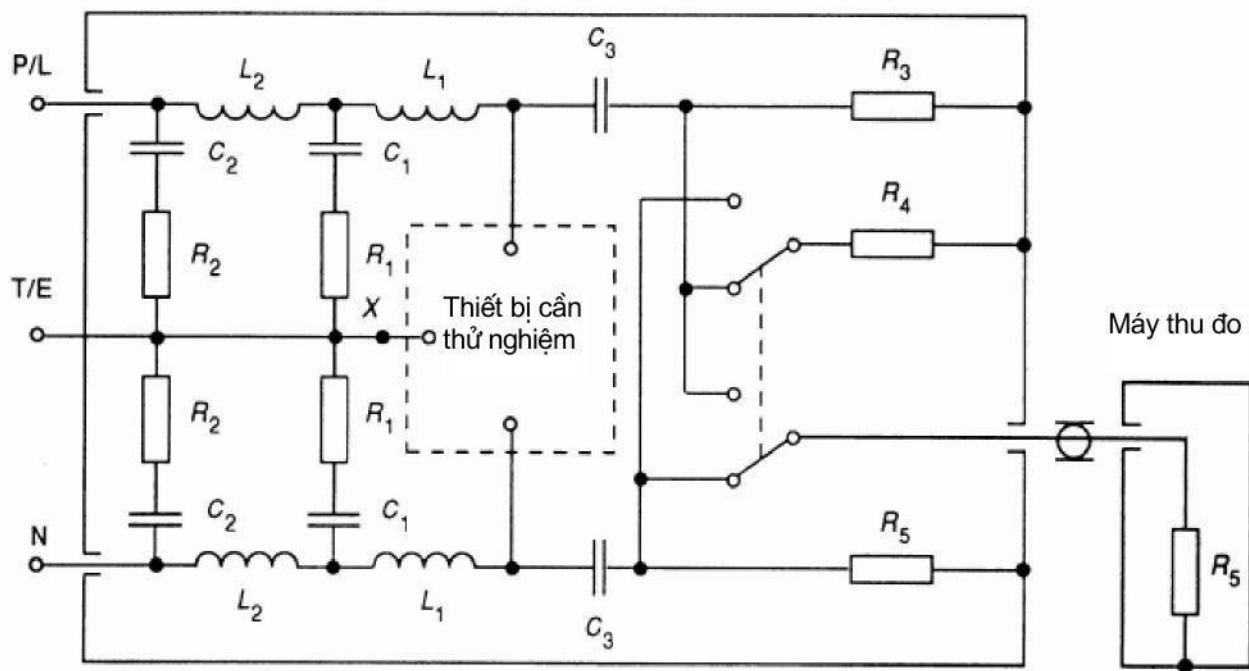 P/L
L2
L1
C3
R3
C2
C1
R4
R2
R1
T/E
X
Thiết bị cần
thử nghiệm
Máy thu đo
R2
R1
C2
C1
N
R5
R5
L2
L1
C3